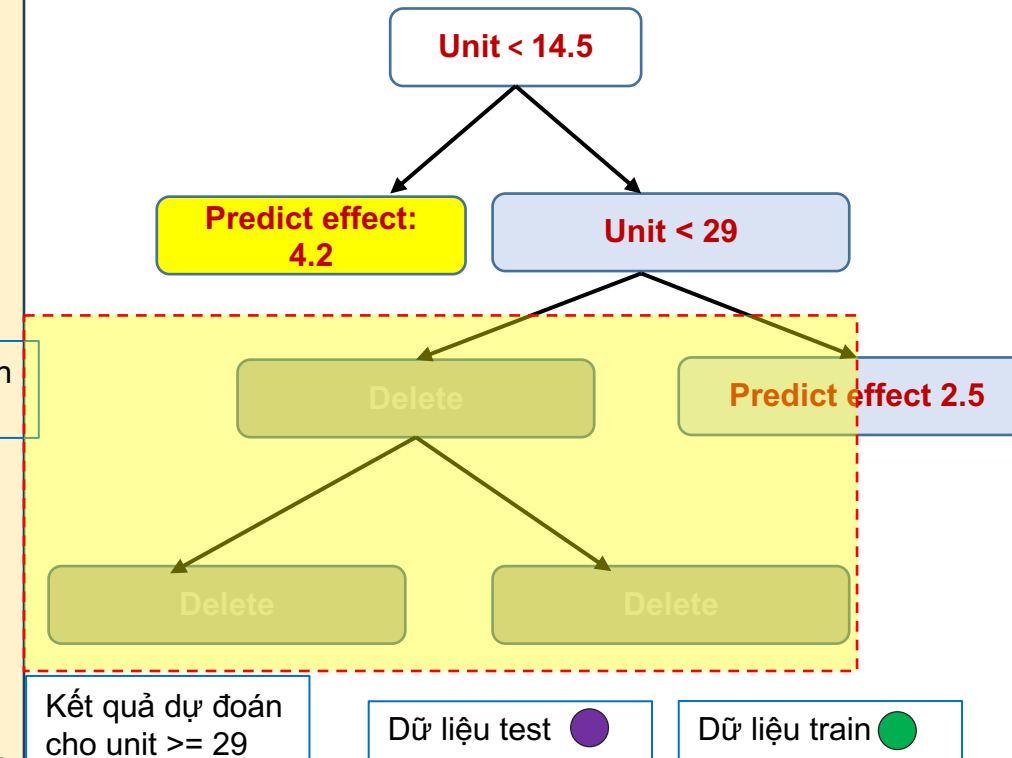 Unit < 14.5
Predict effect:
4.2
Unit < 29
n
Delete
Predict effect 2.5
Delete
Delete
Kết quả dự đoán
cho unit >= 29
Dữ liệu test
Dữ liệu train